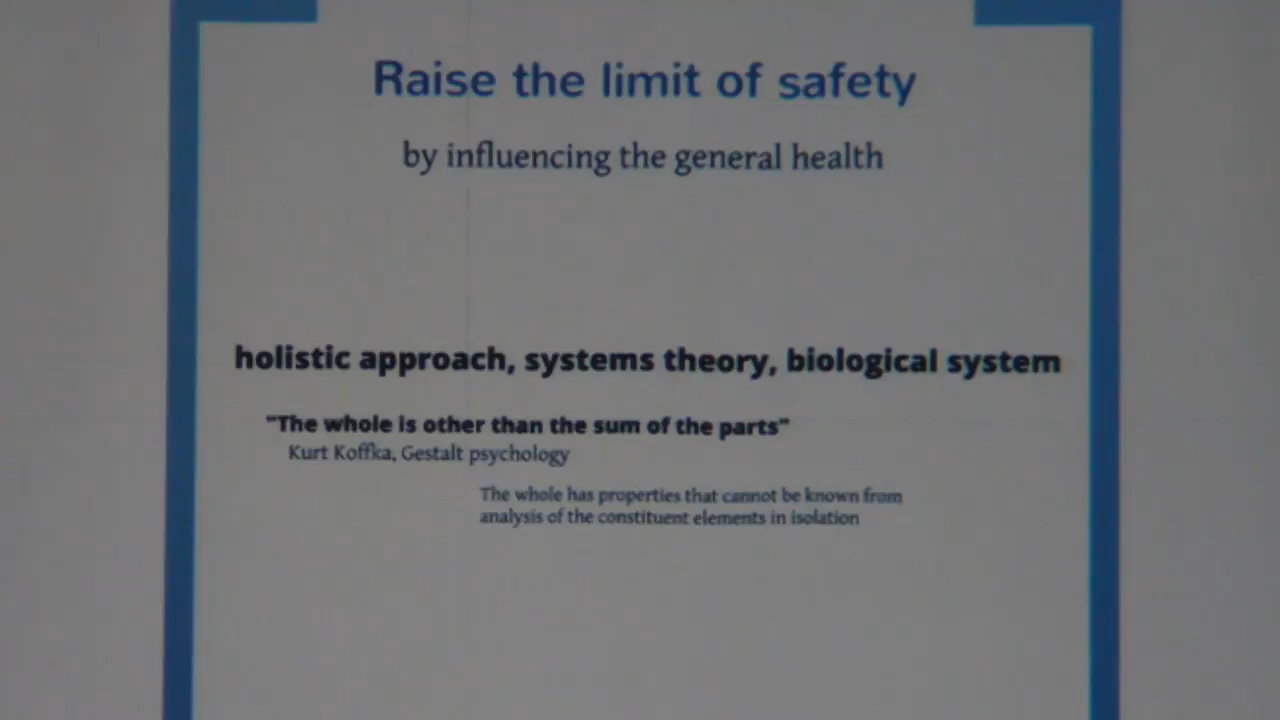 Raise the limit of safety
by influencing the general health
holistic approach, systems theory, biological system
"The whole is other than the sum of the parts"
Kurt Koffka, Gestalt psychology
The whole has properties that cannot be known from
analysis of the constituent elements in isolation